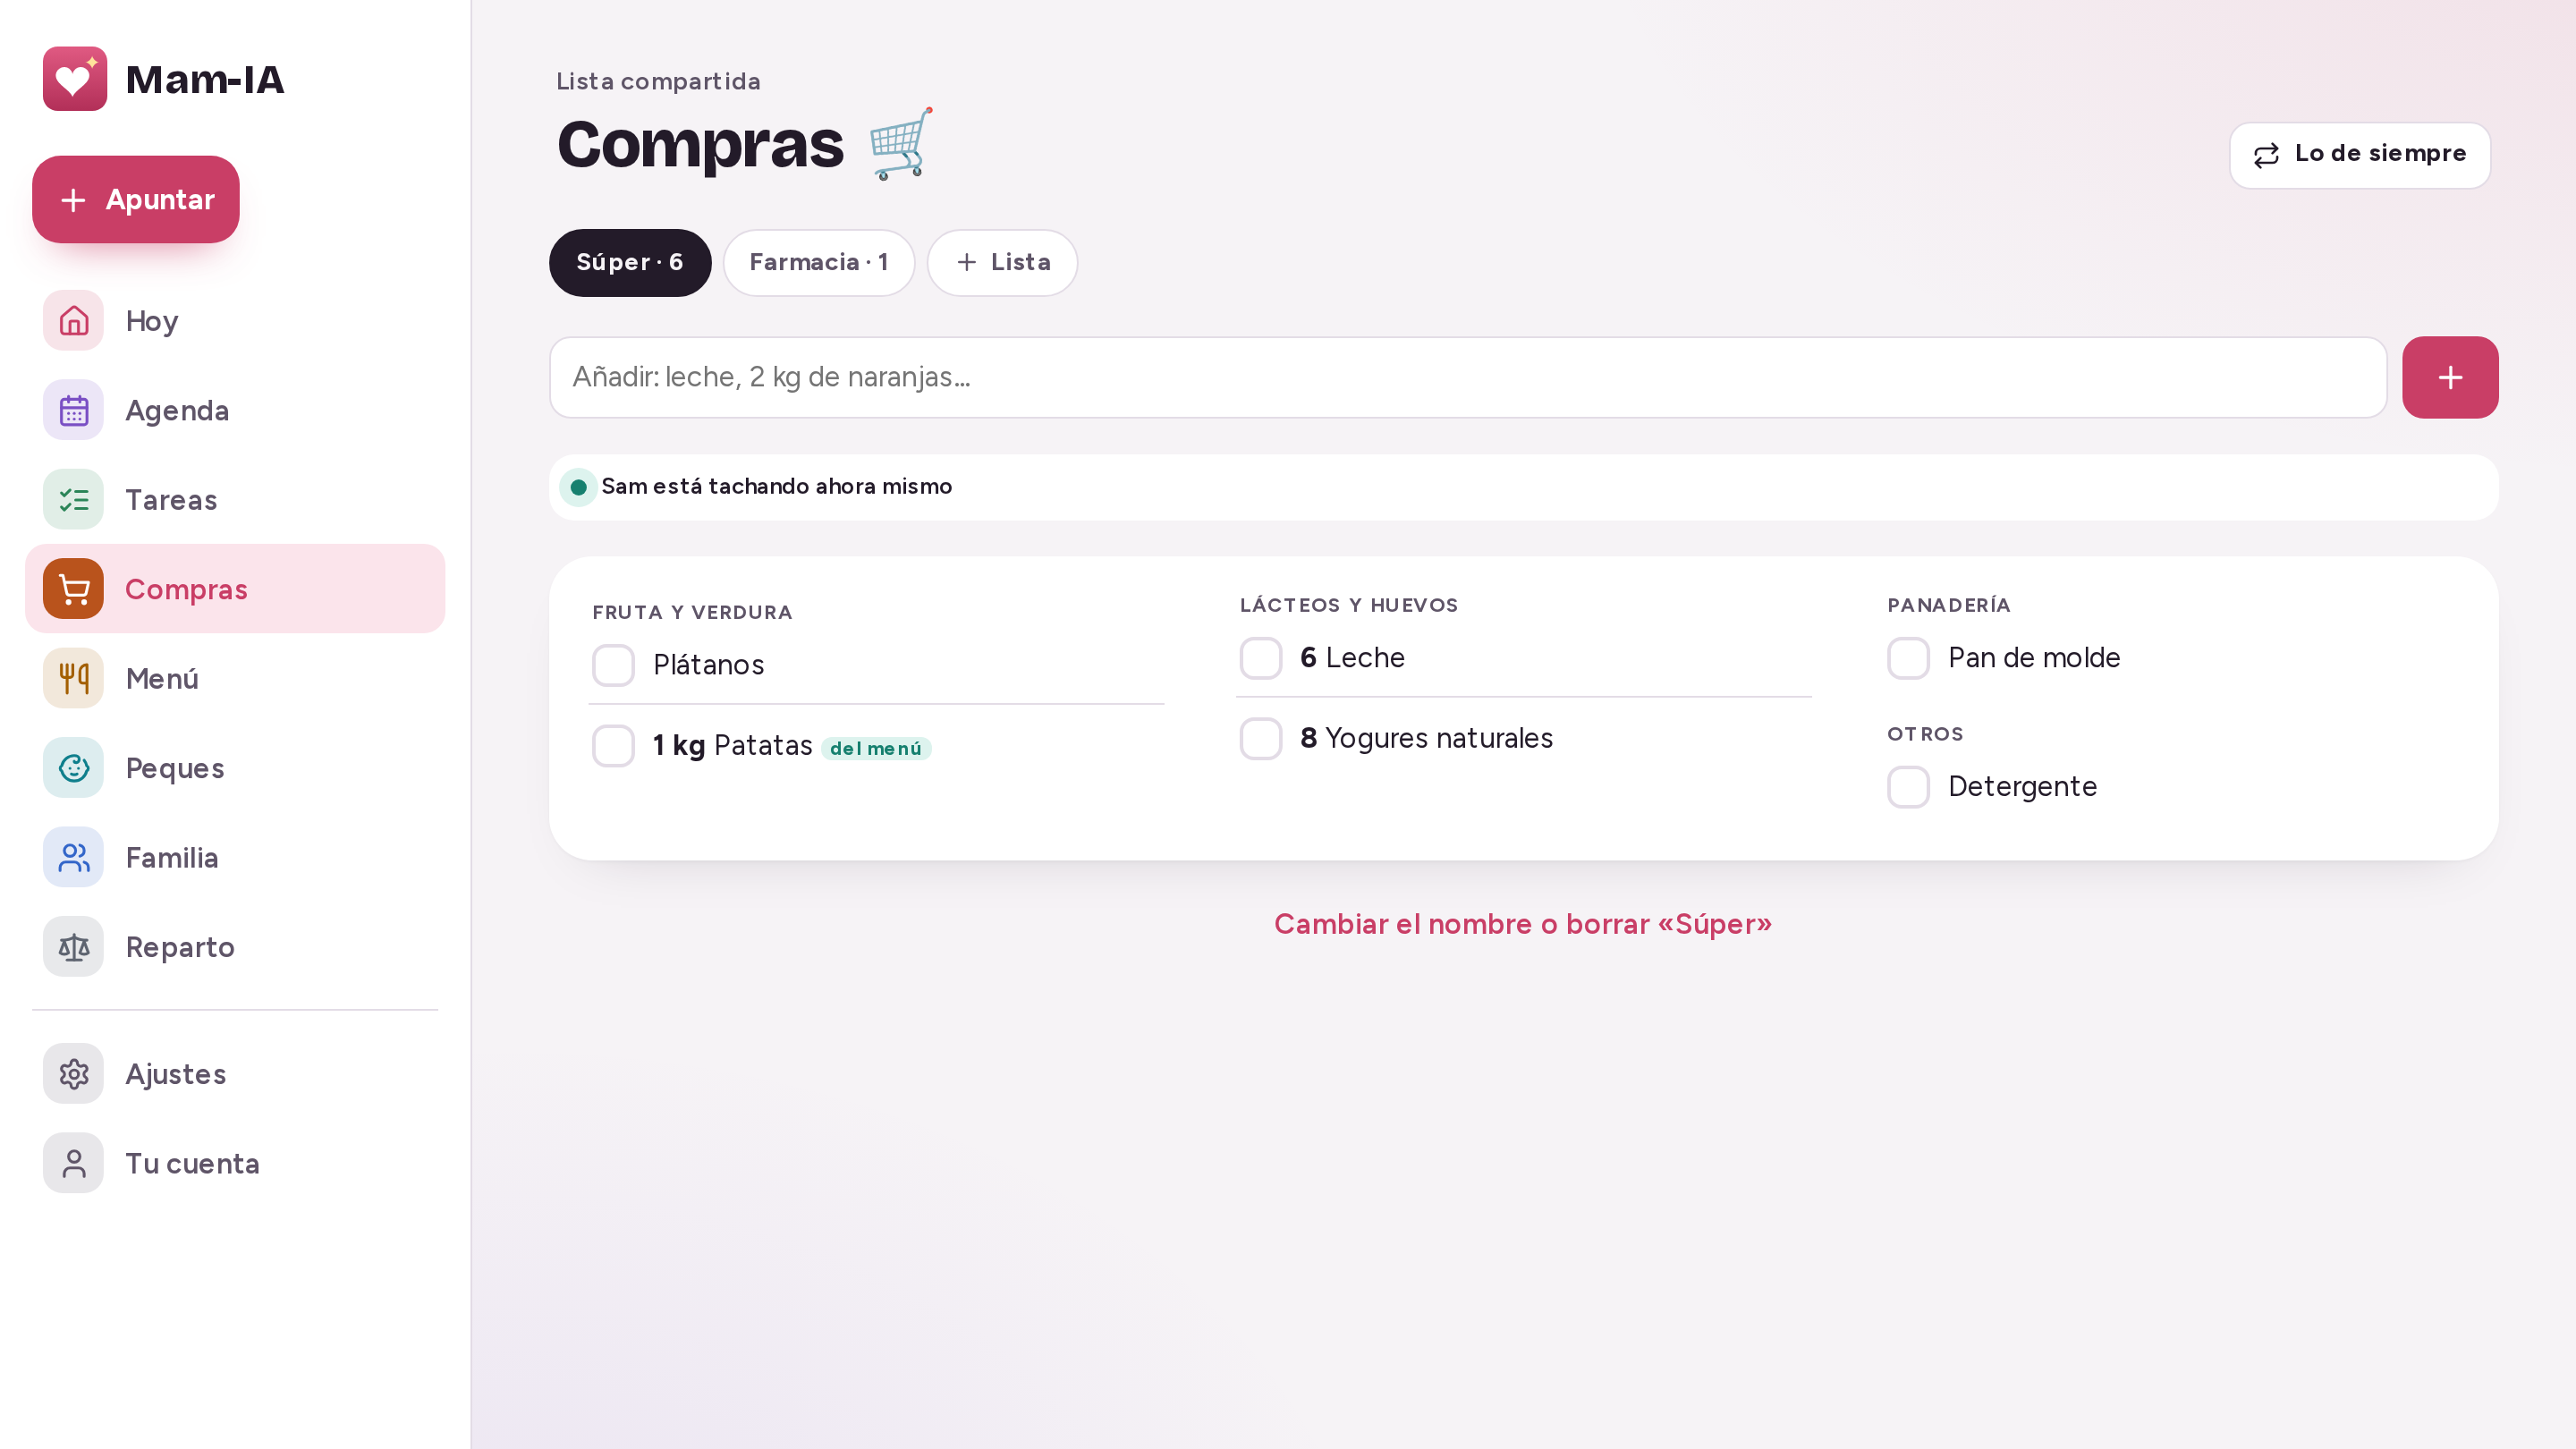 Mam-IA
Apuntar
Hoy
Agenda
Tareas
Compras
Menú
Peques
Familia
Reparto
Ajustes
Tu cuenta
Lista compartida
Compras
Lo de siempre
Súper · 6
Farmacia · 1
Lista
Añadir: leche, 2 kg de naranjas...
Sam está tachando ahora mismo
FRUTA Y VERDURA
Plátanos
1 kg Patatas del menú
LÁCTEOS Y HUEVOS
6 Leche
8 Yogures naturales
PANADERÍA
Pan de molde
OTROS
Detergente
Cambiar el nombre o borrar «Súper»